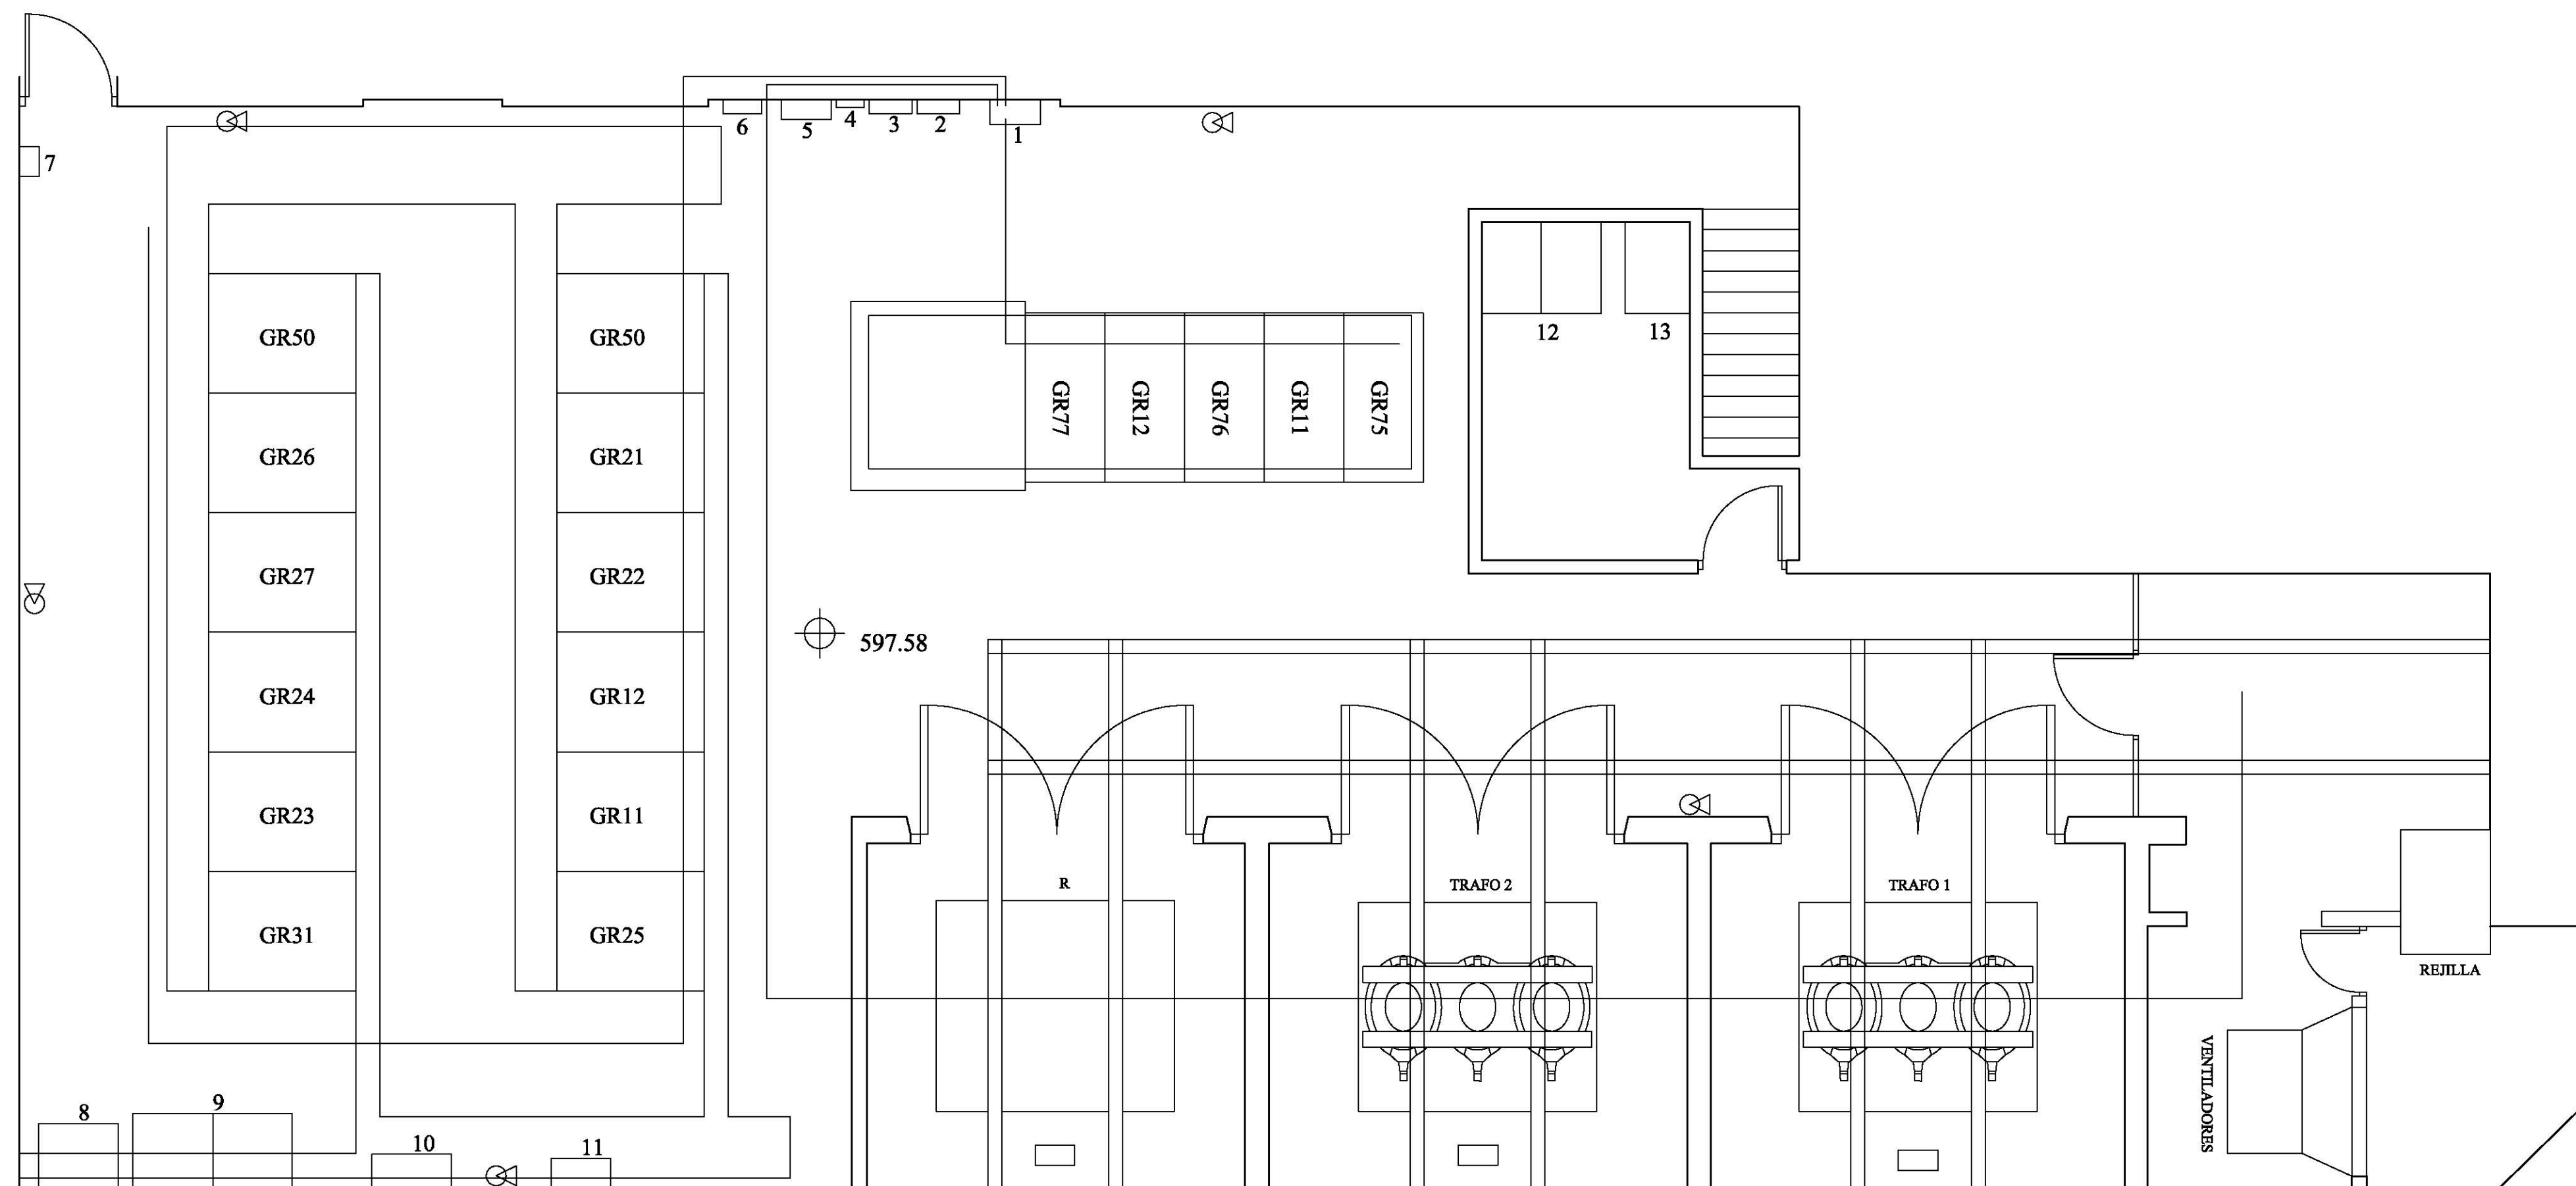 6
5
4
3
2
1
7
12
13
GR50
GR50
GR77
GR12
GR76
GR11
GR75
GR26
GR21
GR27
GR22
597.58
GR24
GR12
GR23
GR11
R
TRAFO 2
TRAFO 1
GR31
GR25
REJILLA
VENTILADORES
8
9
10
11